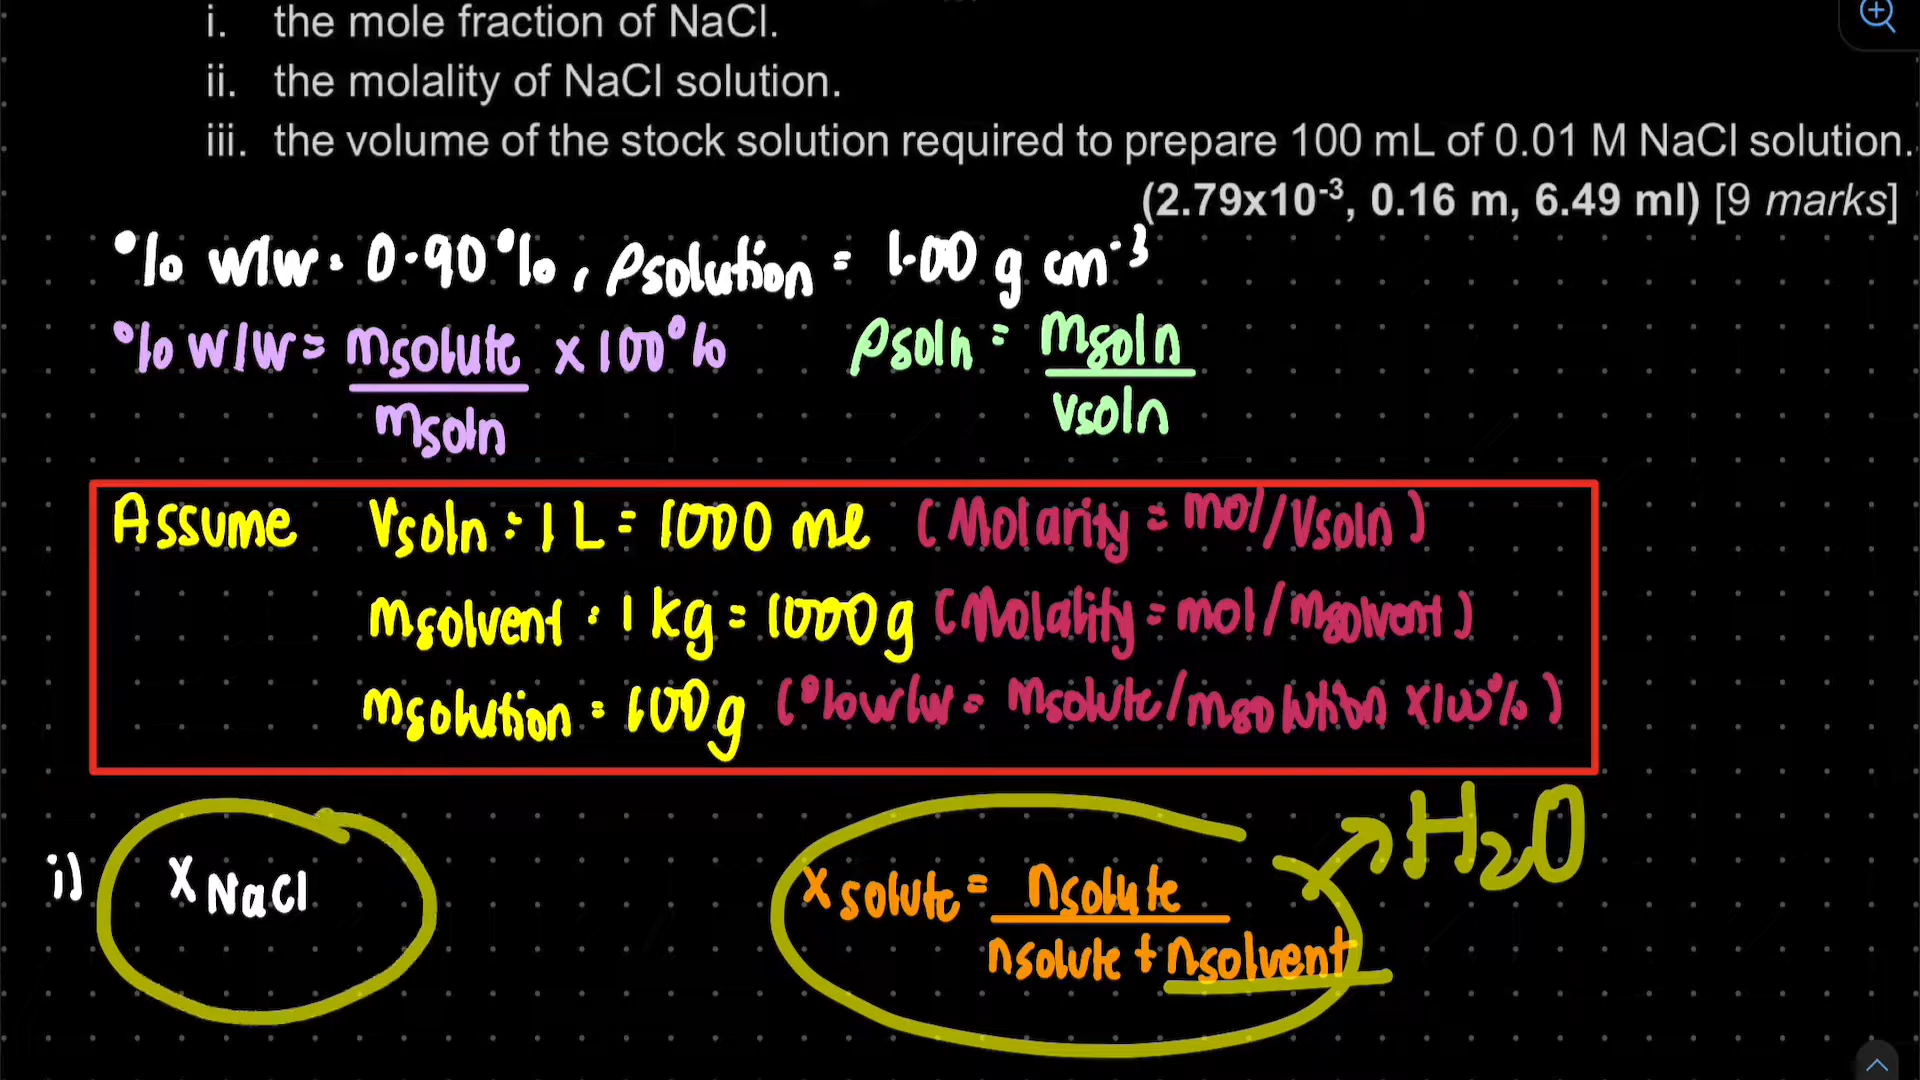 i. the mole fraction of NaCl.
ii. the molality of NaCl solution.
iii. the volume of the stock solution required to prepare 100 mL of 0.01 M NaCl solution.
(2.79x10⁻³, 0.16 m, 6.49 ml) [9 marks]
% w/w = 0.90 %, ρsolution = 1.00 g cm⁻³
% w/w = msolute / msoln x 100 %
ρsoln = msoln / vsoln
Assume Vsoln = 1 L = 1000 ml (Molarity = mol/Vsoln)
msolvent = 1 kg = 1000 g (Molality = mol / msolvent)
msolution = 100 g (% w/w = msolute / msolution x 100%)
i) x NaCl
x solute = nsolute / nsolute + nsolvent
H₂O